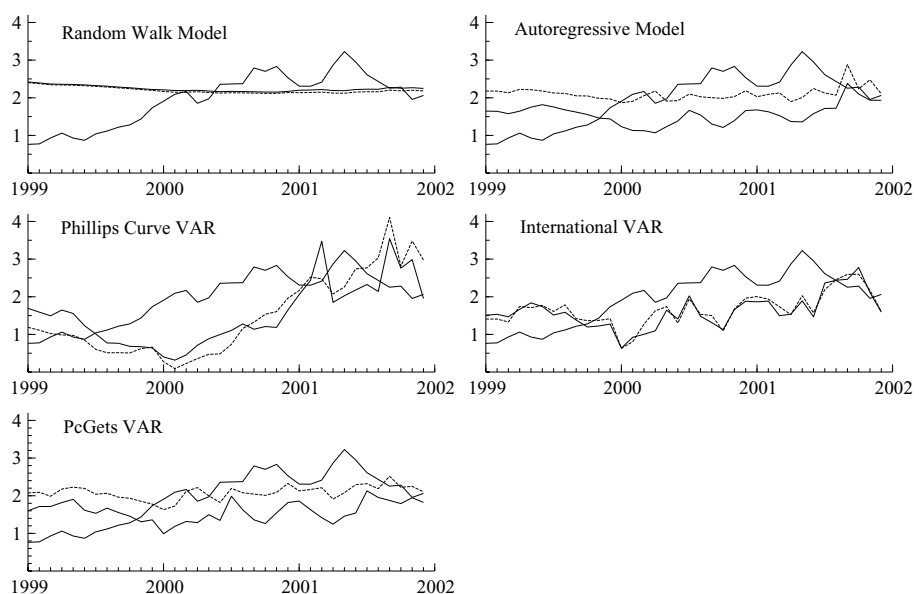 4
3
2
1
Random Walk Model
1999 2000 2001 2002
4
3
2
1
Autoregressive Model
1999 2000 2001 2002
4
3
2
1
Phillips Curve VAR
1999 2000 2001 2002
4
3
2
1
International VAR
1999 2000 2001 2002
4
3
2
1
PcGets VAR
1999 2000 2001 2002